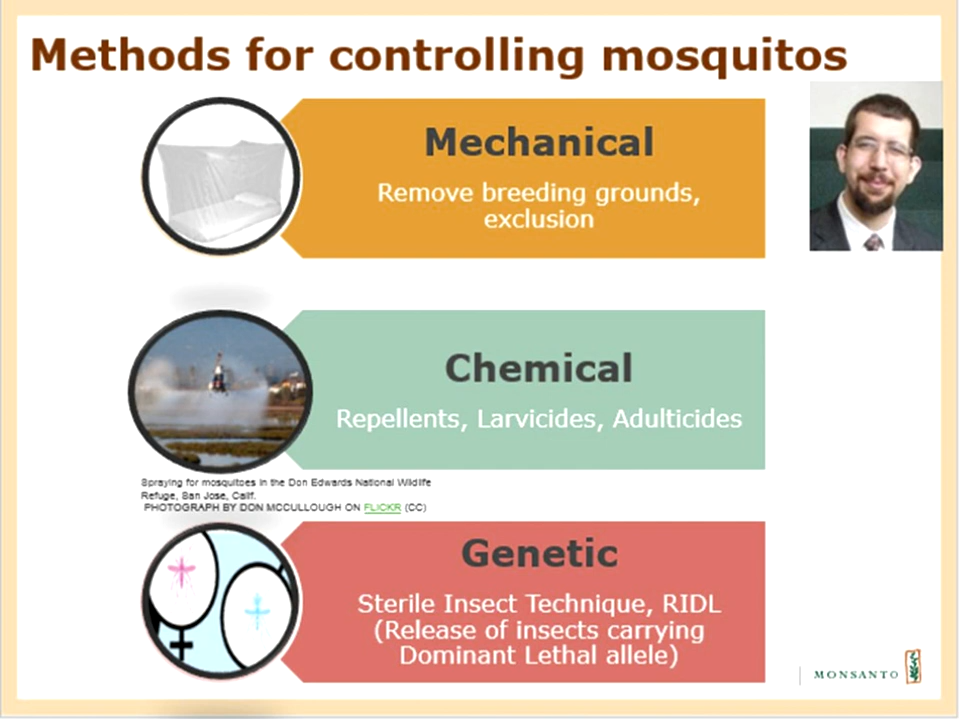 Methods for controlling mosquitos
Mechanical
Remove breeding grounds,
exclusion
Chemical
Repellents, Larvicides, Adulticides
Spraying for mosquitoes in the Don Edwards National Wildlife
Refuge, San Jose, Calif.
PHOTOGRAPH BY DON MCCULLOUGH ON FLICKR (CC)
Genetic
Sterile Insect Technique, RIDL
(Release of insects carrying
Dominant Lethal allele)
MONSANTO